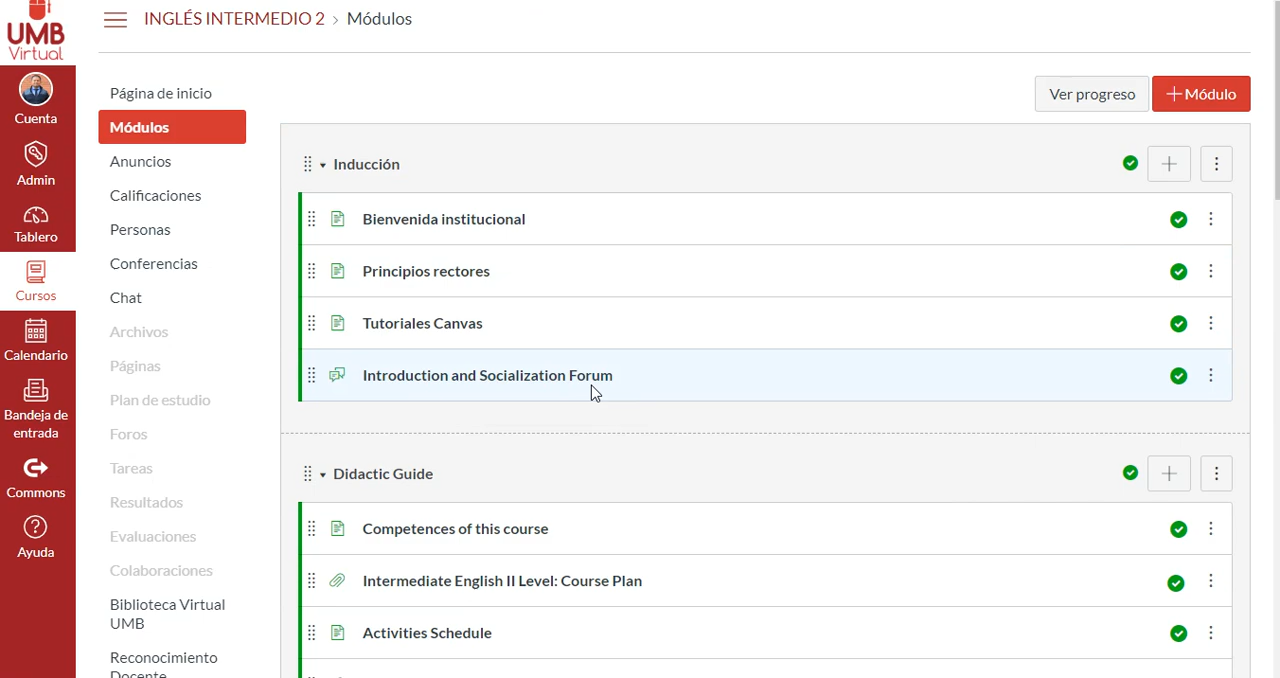 UMB
Virtual
Cuenta
Admin
Tablero
Cursos
Calendario
Bandeja de
entrada
Commons
Ayuda
INGLÉS INTERMEDIO 2 › Módulos
Página de inicio
Módulos
Anuncios
Calificaciones
Personas
Conferencias
Chat
Archivos
Páginas
Plan de estudio
Foros
Tareas
Resultados
Evaluaciones
Colaboraciones
Biblioteca Virtual
UMB
Reconocimiento
Docente
Ver progreso
+ Módulo
Inducción
Bienvenida institucional
Principios rectores
Tutoriales Canvas
Introduction and Socialization Forum
Didactic Guide
Competences of this course
Intermediate English II Level: Course Plan
Activities Schedule